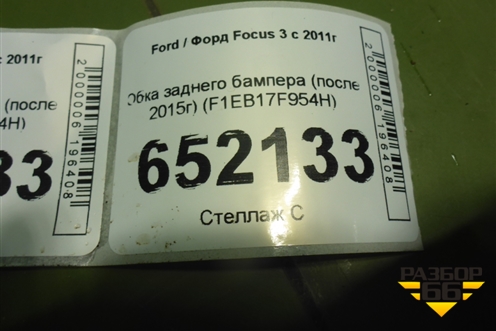 Ford / Форд Focus 3 с 2011г
Юбка заднего бампера (после
2015г) (F1EB17F954H)
652133
Стеллаж С
2000006196408
с 2011г
(после
4H)
33
2000006196408
РАЗБОР
66